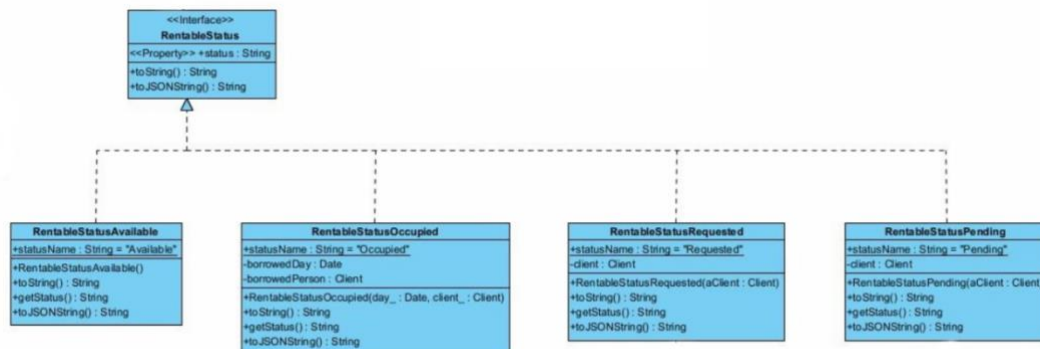 <<Interface>>
RentableStatus
<<Property>> +status : String
+toString() : String
+toJSONString() : String
RentableStatusAvailable
+statusName : String = "Available"
+RentableStatusAvailable()
+toString() : String
+getStatus() : String
+toJSONString() : String
RentableStatusOccupied
+statusName : String = "Occupied"
-borrowedDay : Date
-borrowedPerson : Client
+RentableStatusOccupied(day_ : Date, client_ : Client)
+toString() : String
+getStatus() : String
+toJSONString() : String
RentableStatusRequested
+statusName : String = "Requested"
-client : Client
+RentableStatusRequested(aClient : Client)
+toString() : String
+getStatus() : String
+toJSONString() : String
RentableStatusPending
+statusName : String = "Pending"
-client : Client
+RentableStatusPending(aClient : Client
+toString() : String
+getStatus() : String
+toJSONString() : String